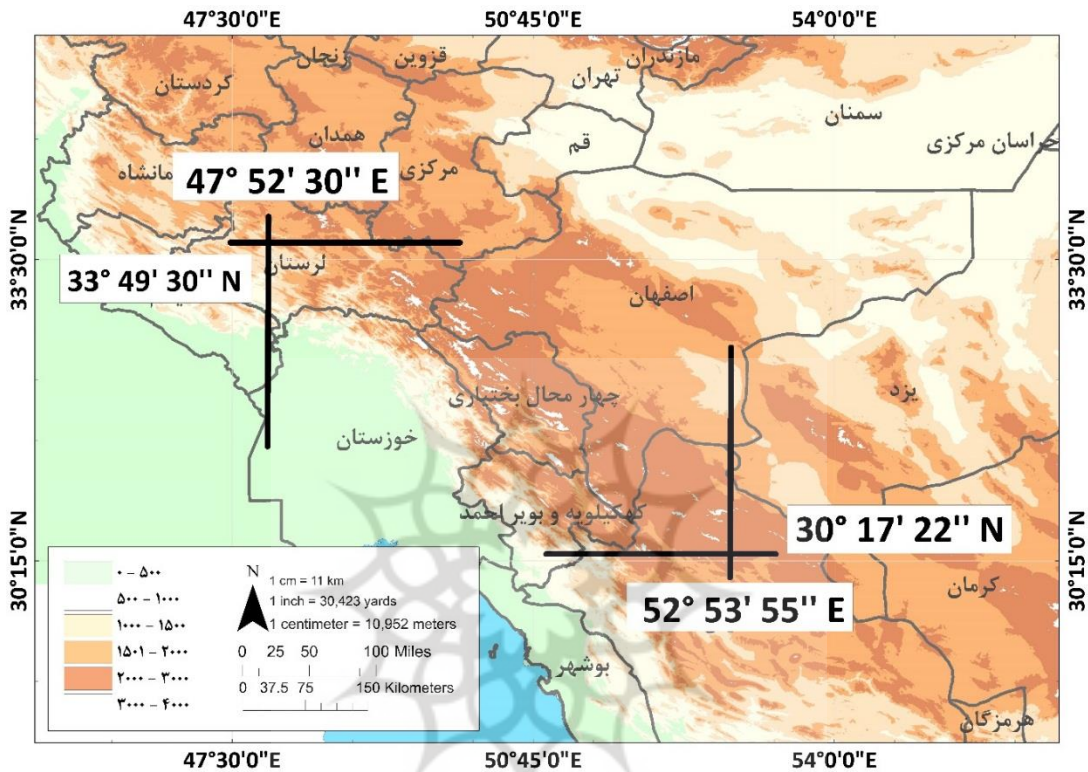 47°30'0"E 50°45'0"E 54°0'0"E
زنجان
قزوین
مازندران
تهران
کردستان
سمنان
همدان
قم
خراسان مرکزی
مانشاه
مرکزی
47° 52' 30'' E
33°30'0"N
33°30'0"N
33° 49' 30'' N
لرستان
اصفهان
یزد
چهار محال بختیاری
خوزستان
کهکیلویه و بویر احمد
30° 17' 22'' N
30°15'0"N
30°15'0"N
52° 53' 55'' E
کرمان
بوشهر
هرمزگان
۰ - ۵۰۰
۵۰۰ - ۱۰۰۰
۱۰۰۰ - ۱۵۰۰
۱۵۰۱ - ۲۰۰۰
۲۰۰۰ - ۳۰۰۰
۳۰۰۰ - ۴۰۰۰
N
1 cm = 11 km
1 inch = 30,423 yards
1 centimeter = 10,952 meters
0 25 50 100 Miles
0 37.5 75 150 Kilometers
47°30'0"E 50°45'0"E 54°0'0"E